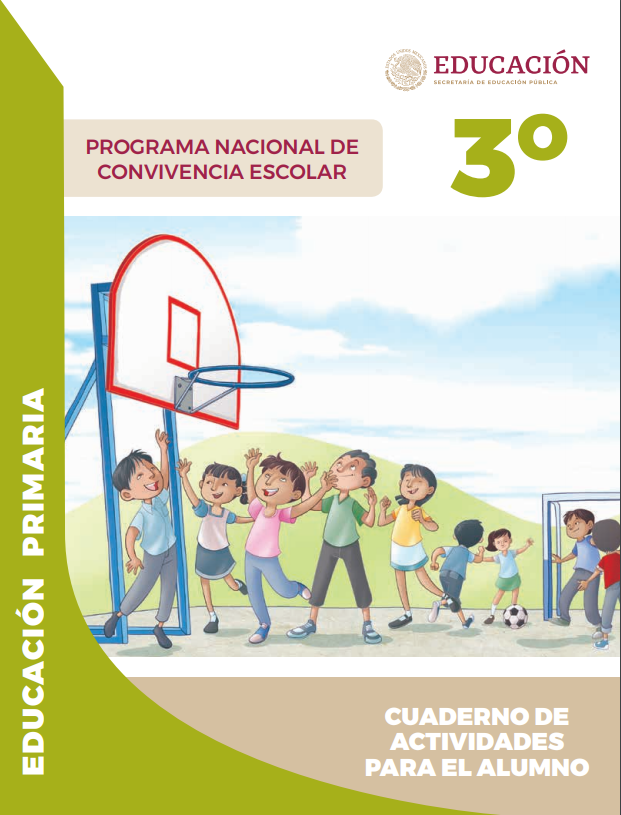 EDUCACIÓN
SECRETARÍA DE EDUCACIÓN PÚBLICA
3º
PROGRAMA NACIONAL DE
CONVIVENCIA ESCOLAR
EDUCACIÓN PRIMARIA
CUADERNO DE
ACTIVIDADES
PARA EL ALUMNO